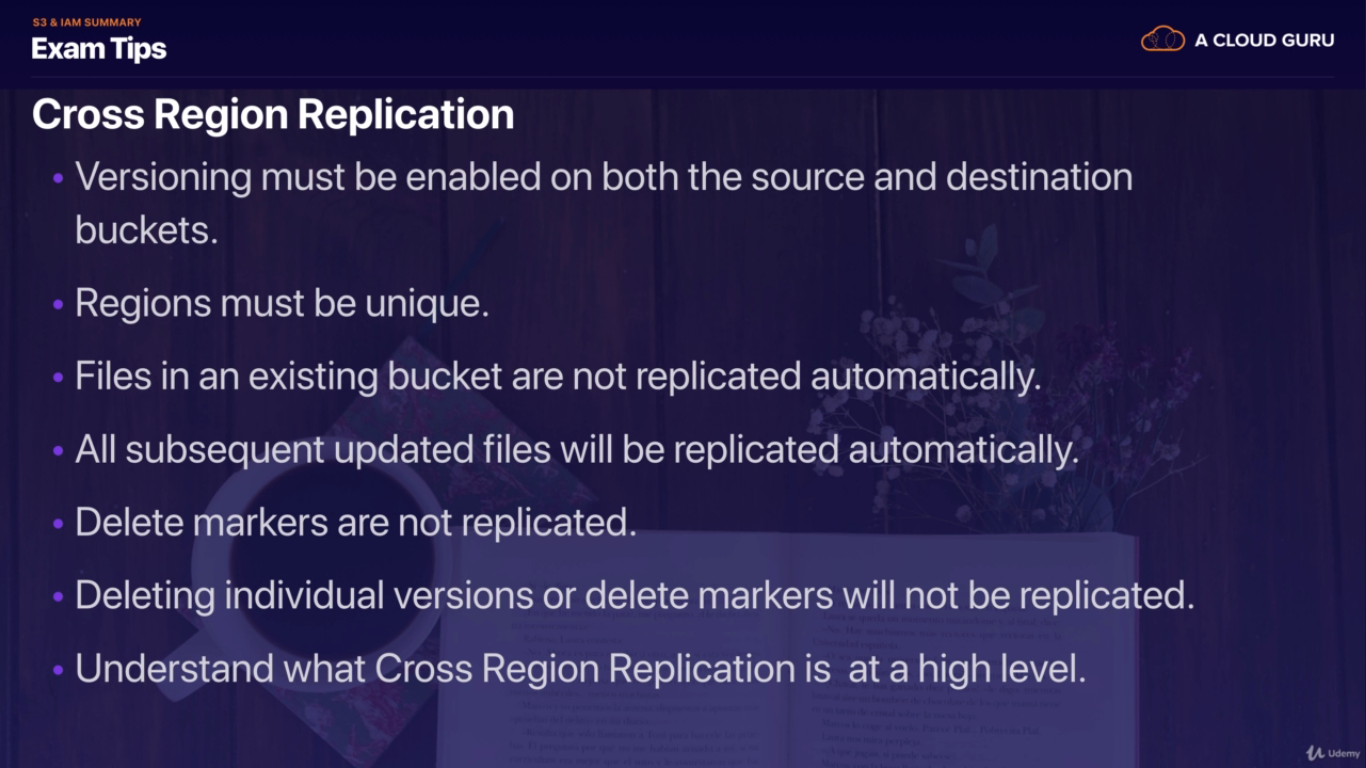 S3 & IAM SUMMARY
Exam Tips
A CLOUD GURU
Cross Region Replication
• Versioning must be enabled on both the source and destination
buckets.
• Regions must be unique.
• Files in an existing bucket are not replicated automatically.
• All subsequent updated files will be replicated automatically.
• Delete markers are not replicated.
• Deleting individual versions or delete markers will not be replicated.
• Understand what Cross Region Replication is  at a high level.
Udemy